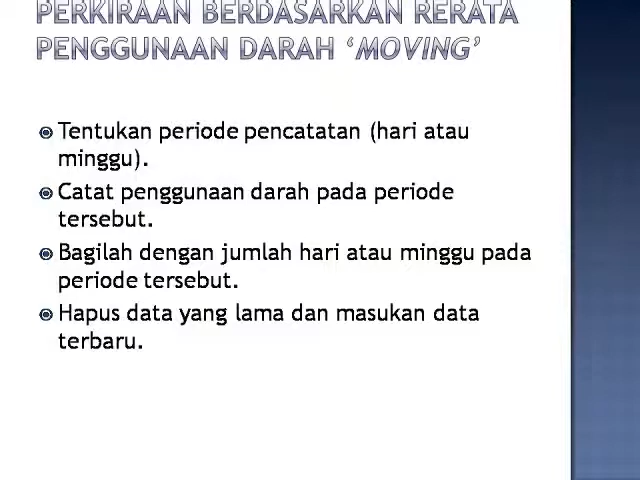 PERKIRAAN BERDASARKAN RERATA
PENGGUNAAN DARAH ‘MOVING’
Tentukan periode pencatatan (hari atau
minggu).
Catat penggunaan darah pada periode
tersebut.
Bagilah dengan jumlah hari atau minggu pada
periode tersebut.
Hapus data yang lama dan masukan data
terbaru.